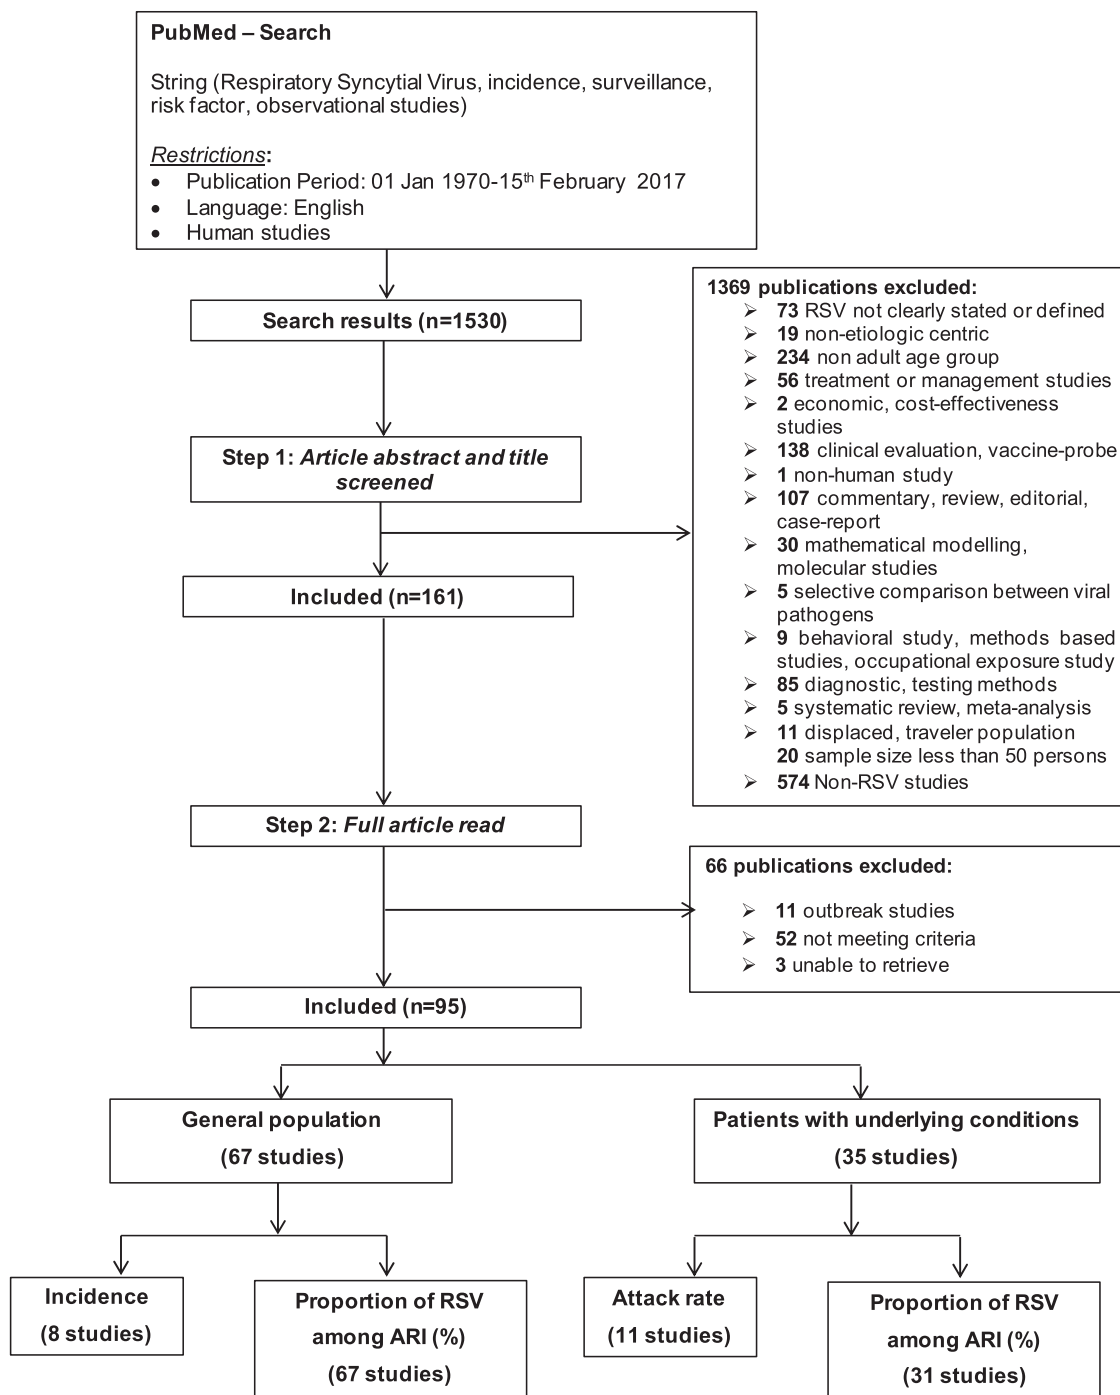 PubMed – Search
String (Respiratory Syncytial Virus, incidence, surveillance,
risk factor, observational studies)
Restrictions:
• Publication Period: 01 Jan 1970-15th February 2017
• Language: English
• Human studies
Search results (n=1530)
Step 1: Article abstract and title
screened
1369 publications excluded:
➢ 73 RSV not clearly stated or defined
➢ 19 non-etiologic centric
➢ 234 non adult age group
➢ 56 treatment or management studies
➢ 2 economic, cost-effectiveness
studies
➢ 138 clinical evaluation, vaccine-probe
➢ 1 non-human study
➢ 107 commentary, review, editorial,
case-report
➢ 30 mathematical modelling,
molecular studies
➢ 5 selective comparison between viral
pathogens
➢ 9 behavioral study, methods based
studies, occupational exposure study
➢ 85 diagnostic, testing methods
➢ 5 systematic review, meta-analysis
➢ 11 displaced, traveler population
20 sample size less than 50 persons
➢ 574 Non-RSV studies
Included (n=161)
Step 2: Full article read
66 publications excluded:
➢ 11 outbreak studies
➢ 52 not meeting criteria
➢ 3 unable to retrieve
Included (n=95)
General population
(67 studies)
Patients with underlying conditions
(35 studies)
Incidence
(8 studies)
Proportion of RSV
among ARI (%)
(67 studies)
Attack rate
(11 studies)
Proportion of RSV
among ARI (%)
(31 studies)